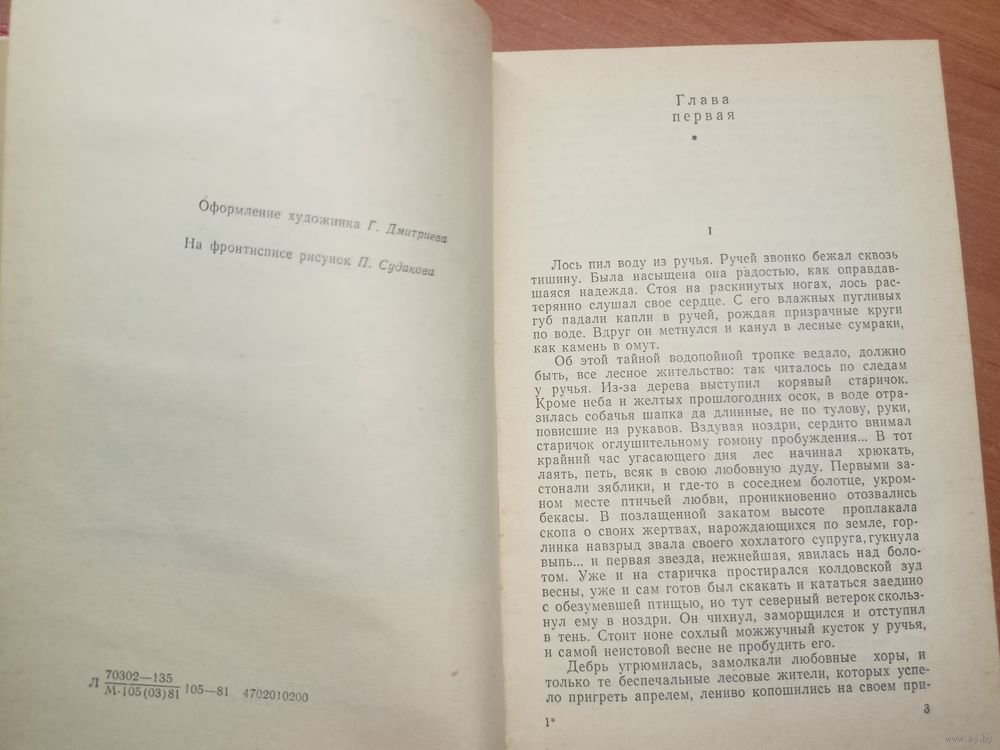 Оформление художника Г. Дмитриева
На фронтисписе рисунок П. Судакова
Л 70302—135
М-105(03)81 105—81 4702010200
Глава
первая
I
Лось пил воду из ручья. Ручей звонко бежал сквозь
тишину. Была насыщена она радостью, как оправдав-
шаяся надежда. Стоя на раскинутых ногах, лось рас-
терянно слушал свое сердце. С его влажных пугливых
губ падали капли в ручей, рождая призрачные круги
по воде. Вдруг он метнулся и канул в лесные сумраки,
как камень в омут.
Об этой тайной водопойной тропке ведало, должно
быть, все лесное жительство: так читалось по следам
у ручья. Из-за дерева выступил корявый старичок.
Кроме неба и желтых прошлогодних осок, в воде отра-
зилась собачья шапка да длинные, не по тулову, руки,
повисшие из рукавов. Вздувая ноздри, сердито внимал
старичок оглушительному гомону пробуждения... В тот
крайний час угасающего дня лес начинал хрюкать,
лаять, петь, всяк в свою любовную дуду. Первыми за-
стонали зяблики, и где-то в соседнем болотце, укром-
ном месте птичьей любви, проникновенно отозвались
бекасы. В позлащенной закатом высоте проплакала
скопа о своих жертвах, нарождающихся по земле, гор-
линка навзрыд звала своего хохлатого супруга, гукнула
выпь... и первая звезда, нежнейшая, явилась над боло-
том. Уже и на старичка простирался колдовской зуд
весны, уже и сам готов был скакать и кататься заедино
с обезумевшей птицью, но тут северный ветерок скольз-
нул ему в ноздри. Он чихнул, заморщился и отступил
в тень. Стоит ноне сохлый можжучный кусток у ручья,
и самой неистовой весне не пробудить его.
Дебрь угрюмилась, замолкали любовные хоры, и
только те беспечальные лесовые жители, которых успе-
ло пригреть апрелем, лениво копошились на своем при-
1*
3
www.ay.by